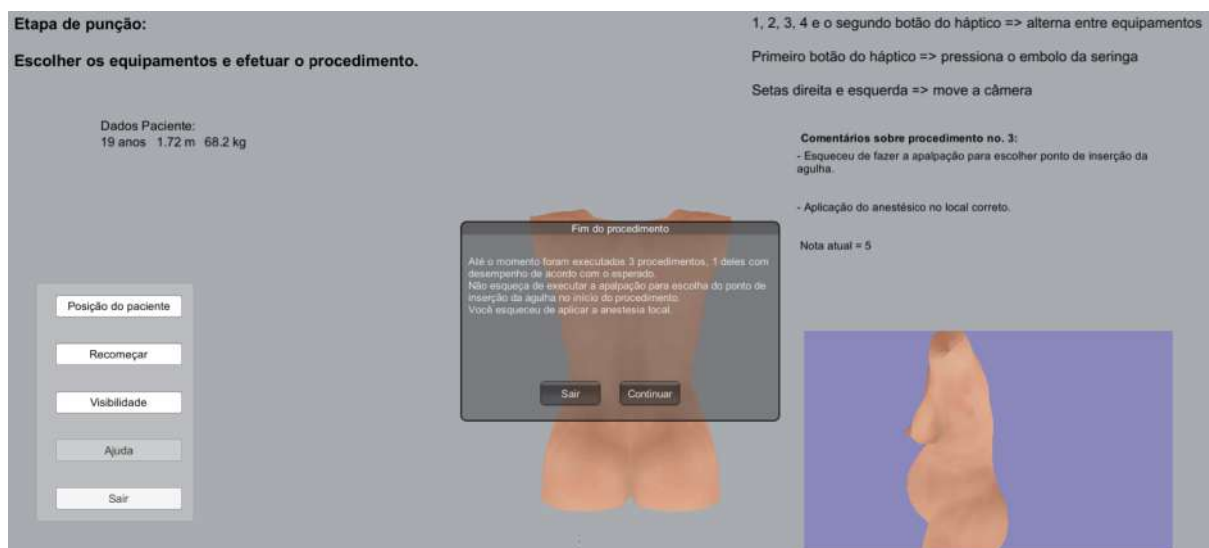 Etapa de punção:
Escolher os equipamentos e efetuar o procedimento.
Dados Paciente:
19 anos 1.72 m 68.2 kg
1, 2, 3, 4 e o segundo botão do háptico => alterna entre equipamentos
Primeiro botão do háptico => pressiona o embolo da seringa
Setas direita e esquerda => move a câmera
Comentários sobre procedimento no. 3:
- Esqueceu de fazer a apalpação para escolher ponto de inserção da
agulha.
- Aplicação do anestésico no local correto.
Nota atual = 5
Fim do procedimento
Até o momento foram executados 3 procedimentos, 1 deles com
desempenho de acordo com o esperado.
Não esqueça de executar a apalpação para escolha do ponto de
inserção da agulha no início do procedimento.
Você esqueceu de aplicar a anestesia local.
Sair
Continuar
Posição do paciente
Recomeçar
Visibilidade
Ajuda
Sair